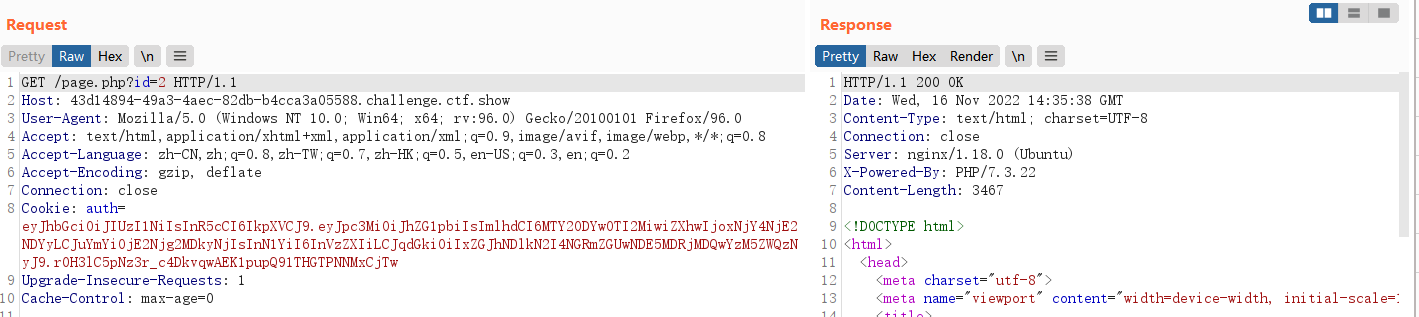 Request
Pretty Raw Hex \n
1 GET /page.php?id=2 HTTP/1.1
2 Host: 43d14894-49a3-4aec-82db-b4cca3a05588.challenge.ctf.show
3 User-Agent: Mozilla/5.0 (Windows NT 10.0; Win64; x64; rv:96.0) Gecko/20100101 Firefox/96.0
4 Accept: text/html,application/xhtml+xml,application/xml;q=0.9,image/avif,image/webp,*/*;q=0.8
5 Accept-Language: zh-CN,zh;q=0.8,zh-TW;q=0.7,zh-HK;q=0.5,en-US;q=0.3,en;q=0.2
6 Accept-Encoding: gzip, deflate
7 Connection: close
8 Cookie: auth=
eyJhbGciOiJIUzI1NiIsInR5cCI6IkpXVCJ9.eyJpc3MiOiJhZG1pbiIsImlhdCI6MTY2ODYwOTI2MiwiZXhwIjoxNjY4NjE2
NDYyLCJuYmYiOjE2Njg2MDkyNjIsInN1YiI6InVzZXIiLCJqdGkiOiIxZGJhNDlkN2I4NGRmZGUwNDE5MDRjMDQwYzM5ZWQzN
yJ9.r0H3lC5pNz3r_c4DkvqwAEK1pupQ91THGTPNNMxCjTw
9 Upgrade-Insecure-Requests: 1
10 Cache-Control: max-age=0
11
Response
Pretty Raw Hex Render \n
1 HTTP/1.1 200 OK
2 Date: Wed, 16 Nov 2022 14:35:38 GMT
3 Content-Type: text/html; charset=UTF-8
4 Connection: close
5 Server: nginx/1.18.0 (Ubuntu)
6 X-Powered-By: PHP/7.3.22
7 Content-Length: 3467
8
9 <!DOCTYPE html>
10 <html>
11 <head>
12 <meta charset="utf-8">
13 <meta name="viewport" content="width=device-width, initial-scale=1
14 <title>